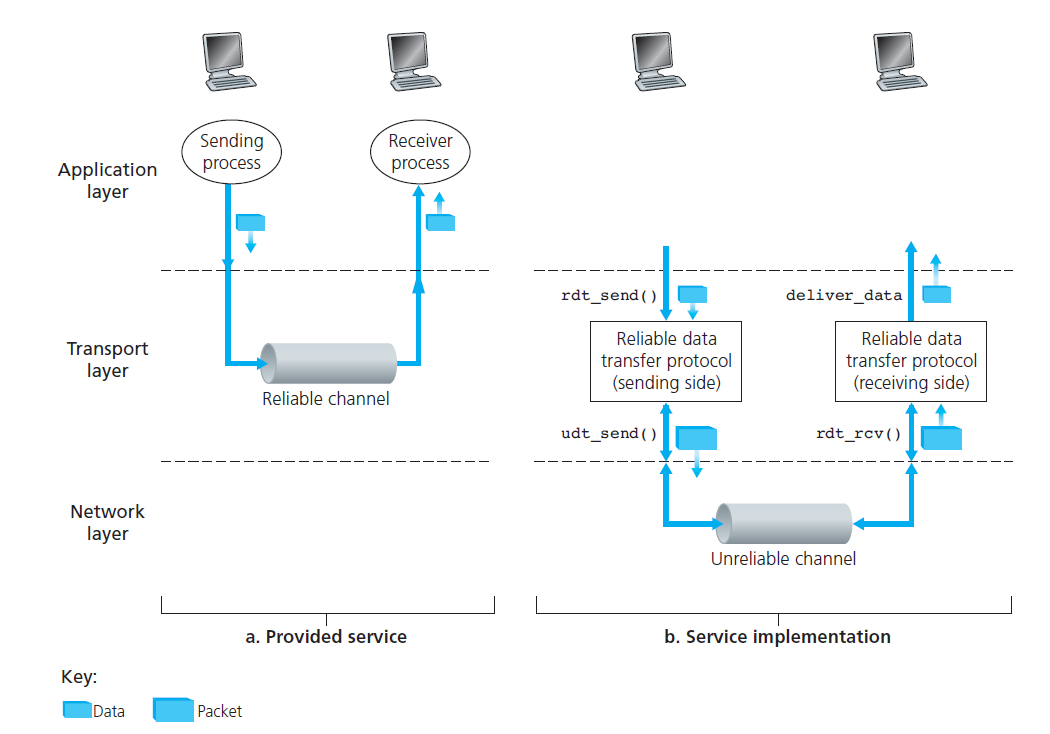 Sending
process
Receiver
process
Application
layer
rdt_send()
deliver_data
Transport
layer
Reliable channel
Reliable data
transfer protocol
(sending side)
Reliable data
transfer protocol
(receiving side)
udt_send()
rdt_rcv()
Network
layer
Unreliable channel
a. Provided service
b. Service implementation
Key:
Data
Packet